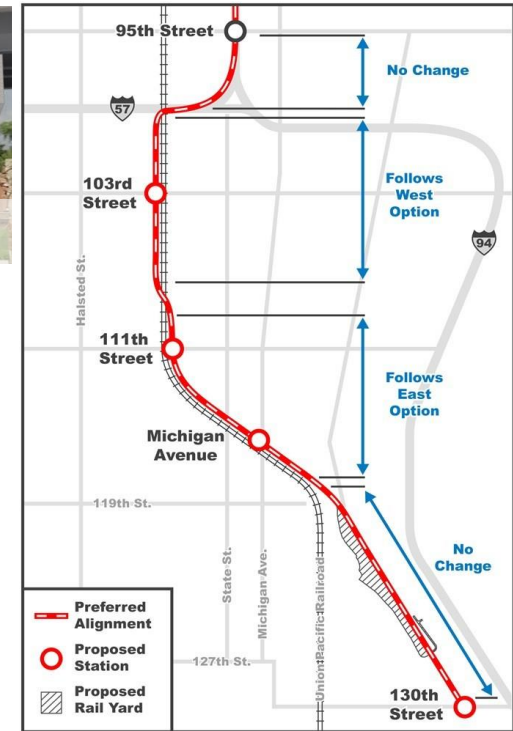 95th Street
No Change
57
103rd
Street
Follows
West
Option
94
Halsted St.
111th
Street
Follows
East
Option
Michigan
Avenue
119th St.
State St.
Michigan Ave.
Union Pacific Railroad
No
Change
127th St.
130th
Street
Preferred
Alignment
Proposed
Station
Proposed
Rail Yard